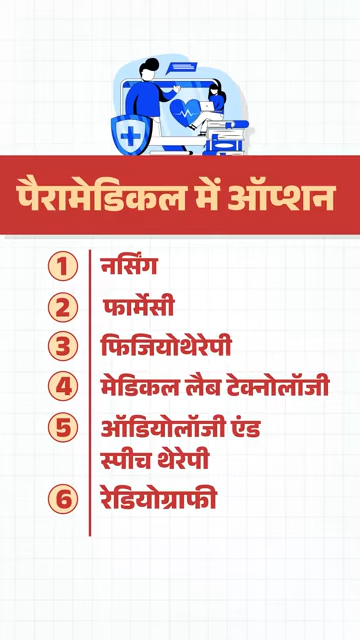 पैरामेडिकल में ऑप्शन
1 नर्सिंग
2 फार्मेसी
3 फिजियोथेरेपी
4 मेडिकल लैब टेक्नोलॉजी
5 ऑडियोलॉजी एंड
स्पीच थेरेपी
6 रेडियोग्राफी